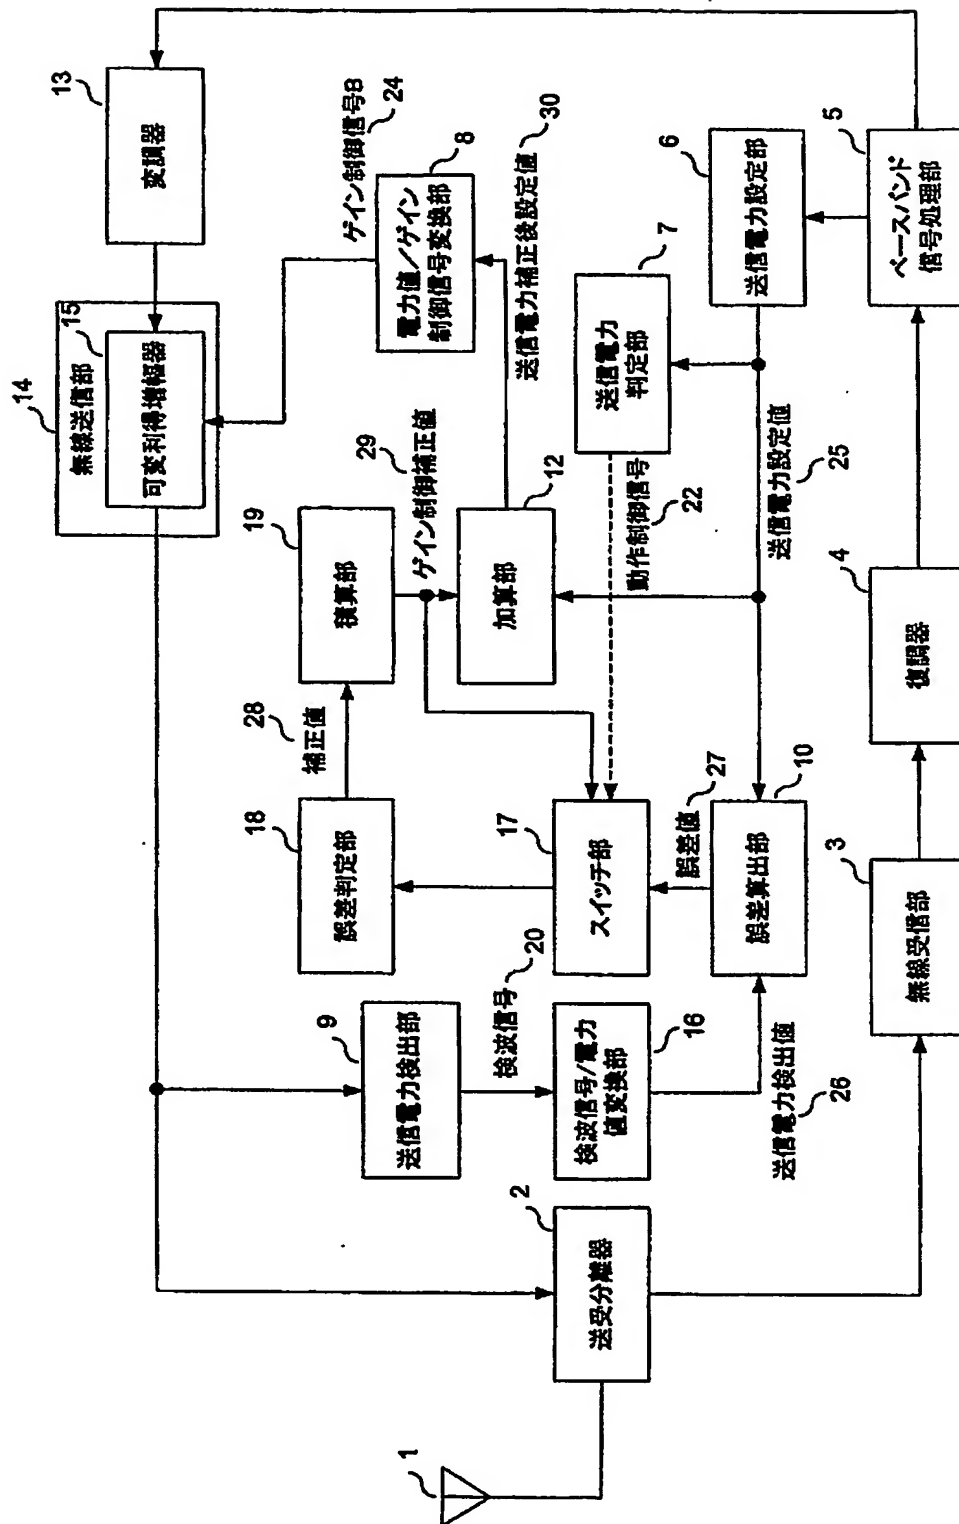 1
2
送受分離器
無線受信部
3
復調器
4
ベースバンド
信号処理部
5
送信電力設定部
6
送信電力
判定部
7
送信電力設定値
25
動作制御信号
22
誤差算出部
10
誤差値
27
送信電力検出値
26
検波信号/電力
値変換部
16
検波信号
20
送信電力検出部
9
スイッチ部
17
誤差判定部
18
補正値
28
積算部
19
ゲイン制御補正値
29
加算部
12
送信電力補正後設定値
30
電力値/ゲイン
制御信号変換部
8
ゲイン制御信号B
24
無線送信部
14
可変利得増幅器
15
変調器
13